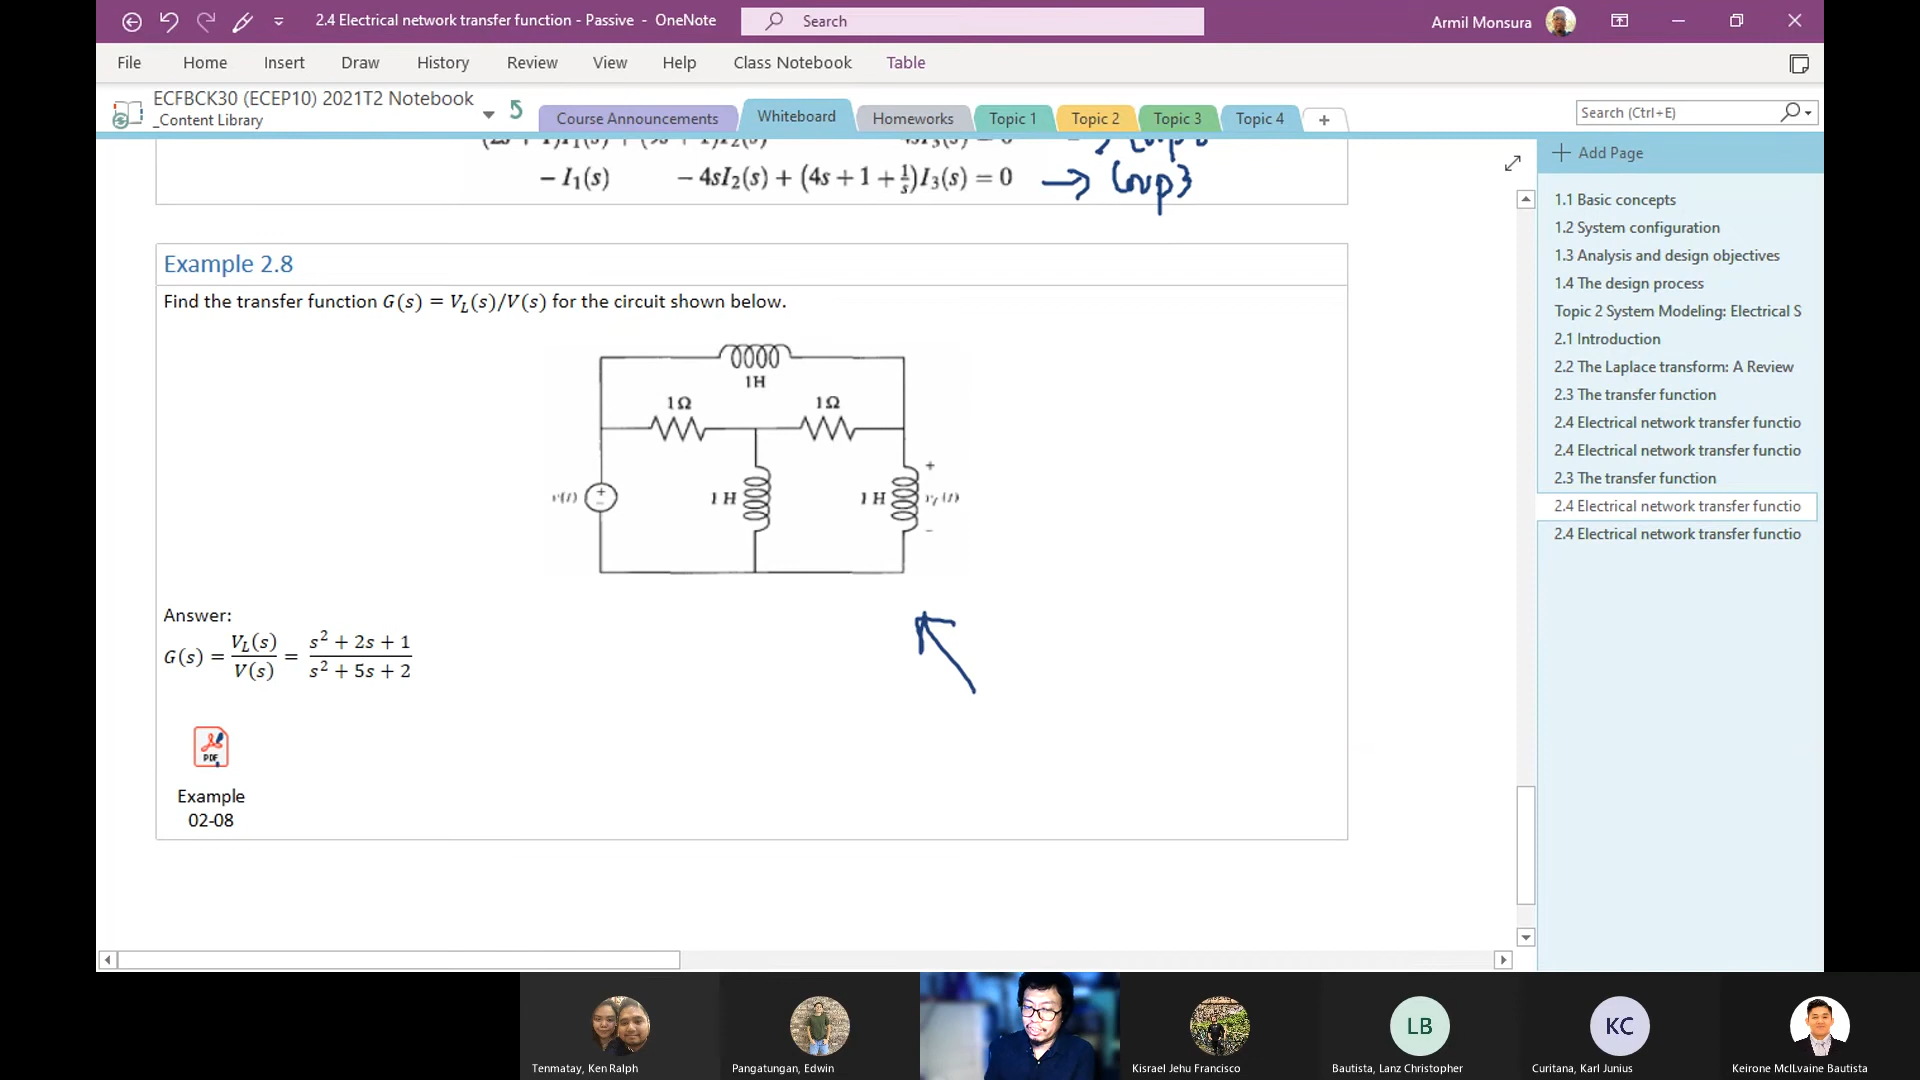 2.4 Electrical network transfer function - Passive - OneNote
Search
Armil Monsura
File Home Insert Draw History Review View Help Class Notebook Table
ECFBCK30 (ECEP10) 2021T2 Notebook
_Content Library
Course Announcements Whiteboard Homeworks Topic 1 Topic 2 Topic 3 Topic 4 +
Search (Ctrl+E)
− I₁(s) − 4sI₂(s) + (4s + 1 + 1/s)I₃(s) = 0 → Loop3
Example 2.8
Find the transfer function G(s) = V_L(s)/V(s) for the circuit shown below.
1H
1Ω 1Ω
+
v(t) + − 1 H 1 H v_L(t)
−
Answer:
G(s) = V_L(s)/V(s) = (s² + 2s + 1)/(s² + 5s + 2)
PDF
Example
02-08
Add Page
1.1 Basic concepts
1.2 System configuration
1.3 Analysis and design objectives
1.4 The design process
Topic 2 System Modeling: Electrical S
2.1 Introduction
2.2 The Laplace transform: A Review
2.3 The transfer function
2.4 Electrical network transfer functio
2.4 Electrical network transfer functio
2.3 The transfer function
2.4 Electrical network transfer functio
2.4 Electrical network transfer functio
LB KC
Tenmatay, Ken Ralph
Pangatungan, Edwin
Kisrael Jehu Francisco
Bautista, Lanz Christopher
Curitana, Karl Junius
Keirone McIlvaine Bautista